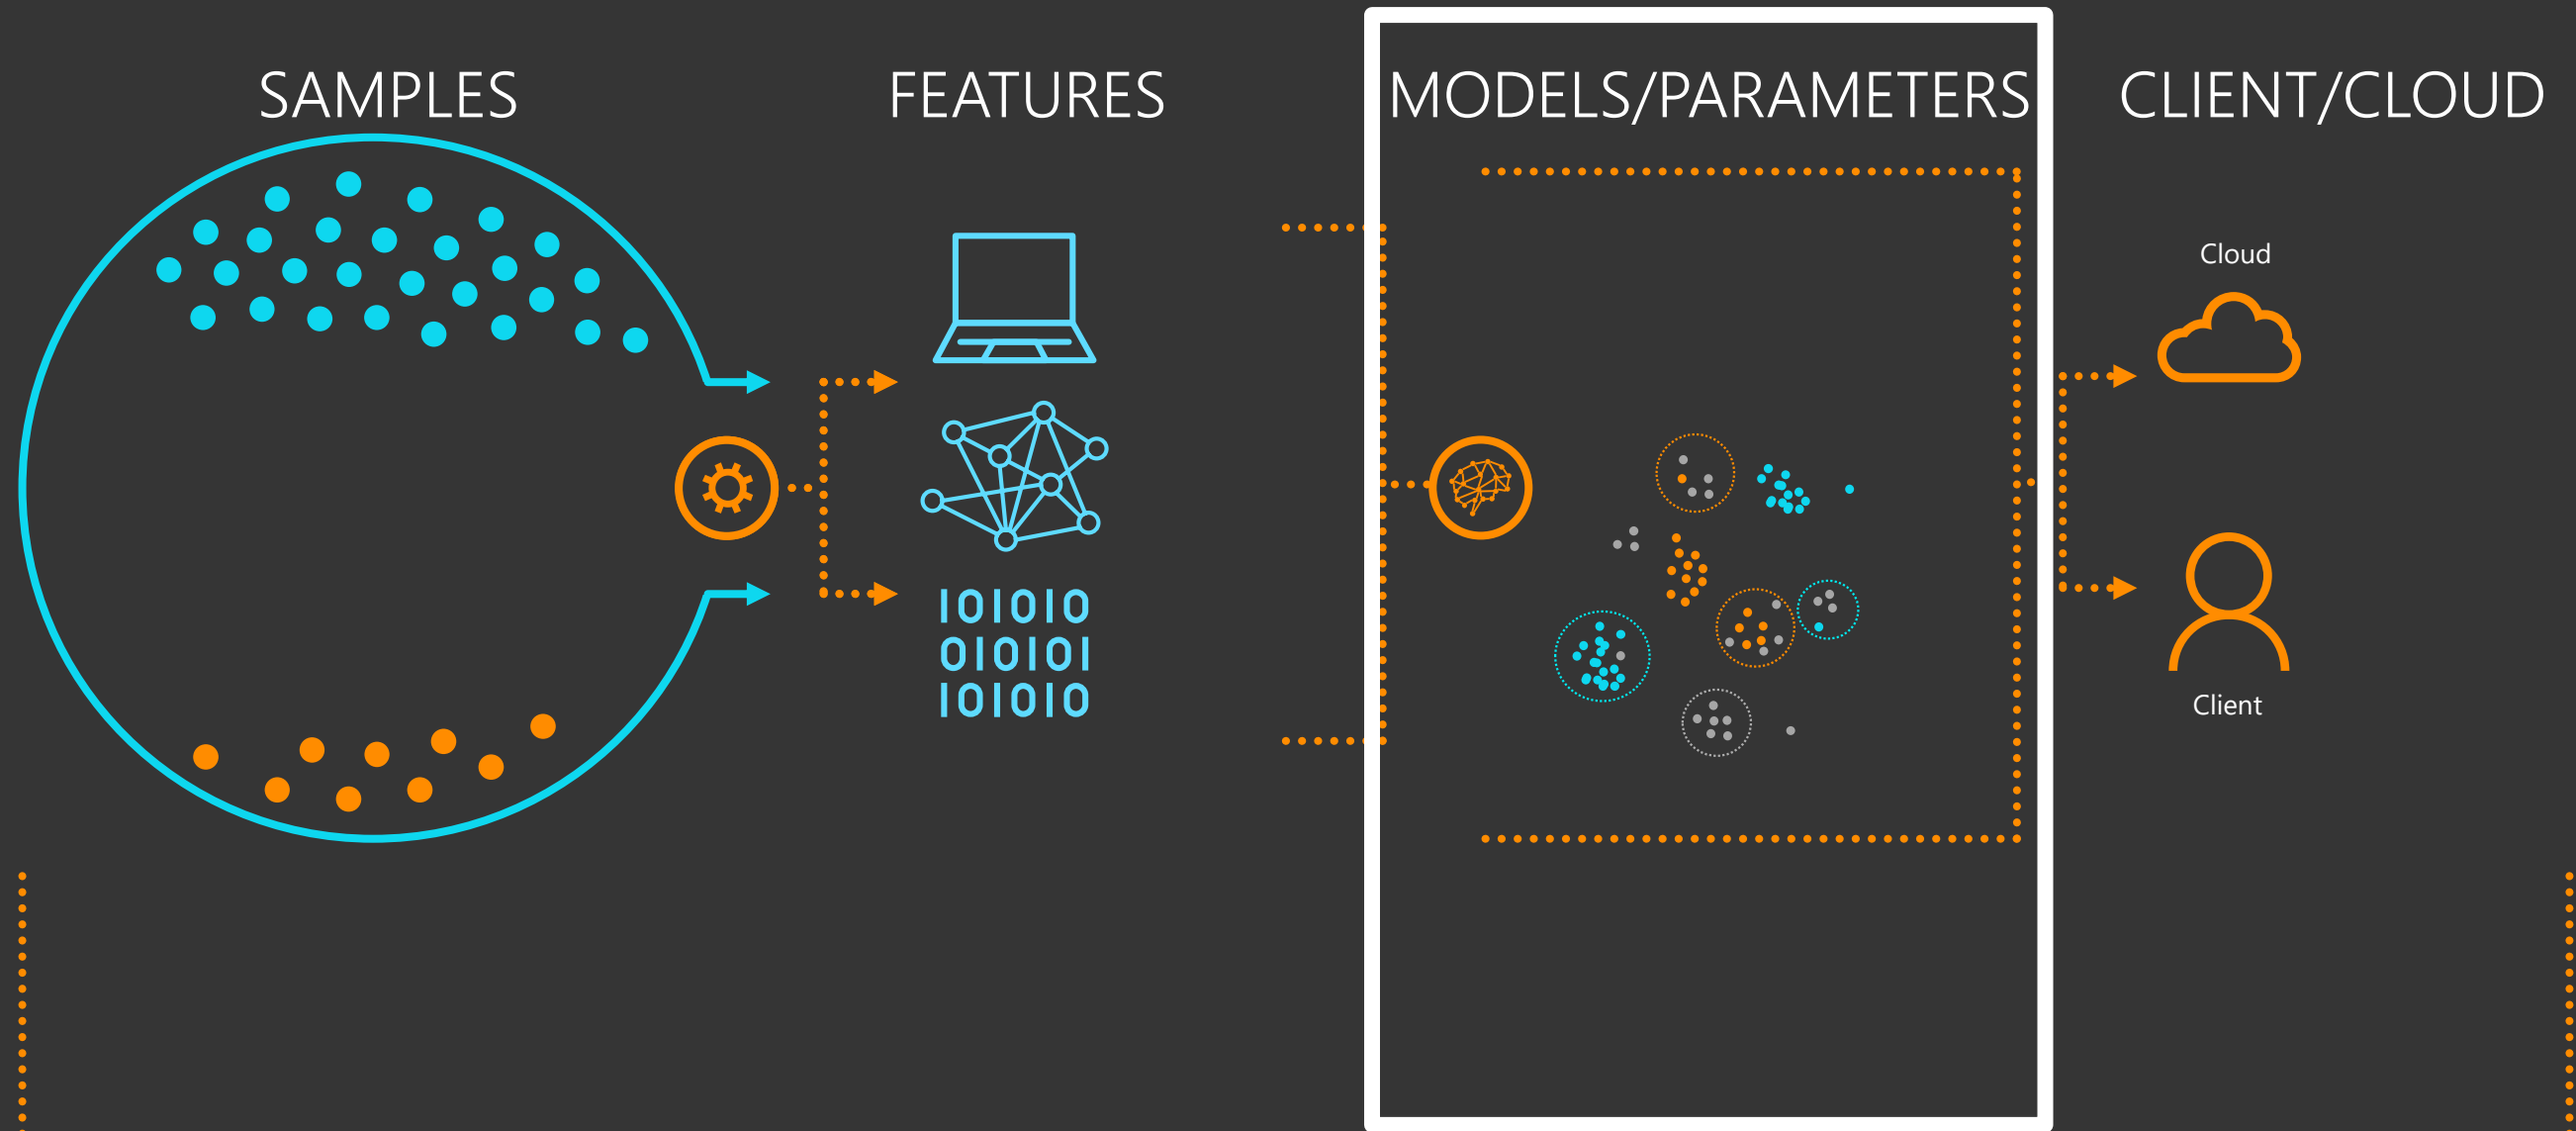 SAMPLES
FEATURES
MODELS/PARAMETERS
CLIENT/CLOUD
Cloud
101010
010101
101010
Client